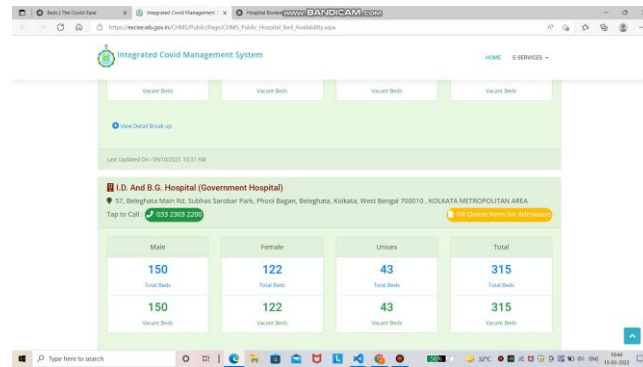 Beds | The Covid Ease
Integrated Covid Management
Hospital Booking
www.BANDICAM.com
https://excise.wb.gov.in/CHMS/Public/Page/CHMS_Public_Hospital_Bed_Availability.aspx
Integrated Covid Management System
HOME E-SERVICES
Vacant Beds Vacant Beds Vacant Beds Vacant Beds
View Detail Break up
Last Updated On : 09/10/2021 10:31 AM
I.D. And B.G. Hospital (Government Hospital)
57, Beleghata Main Rd, Subhas Sarobar Park, Phool Bagan, Beleghata, Kolkata, West Bengal 700010 , KOLKATA METROPOLITAN AREA
Tap to Call : 033 2303 2200 Fill Online Form for Admission
Male Female Unisex Total
150 122 43 315
Total Beds Total Beds Total Beds Total Beds
150 122 43 315
Vacant Beds Vacant Beds Vacant Beds Vacant Beds
Type here to search
32°C ENG 15-03-2022